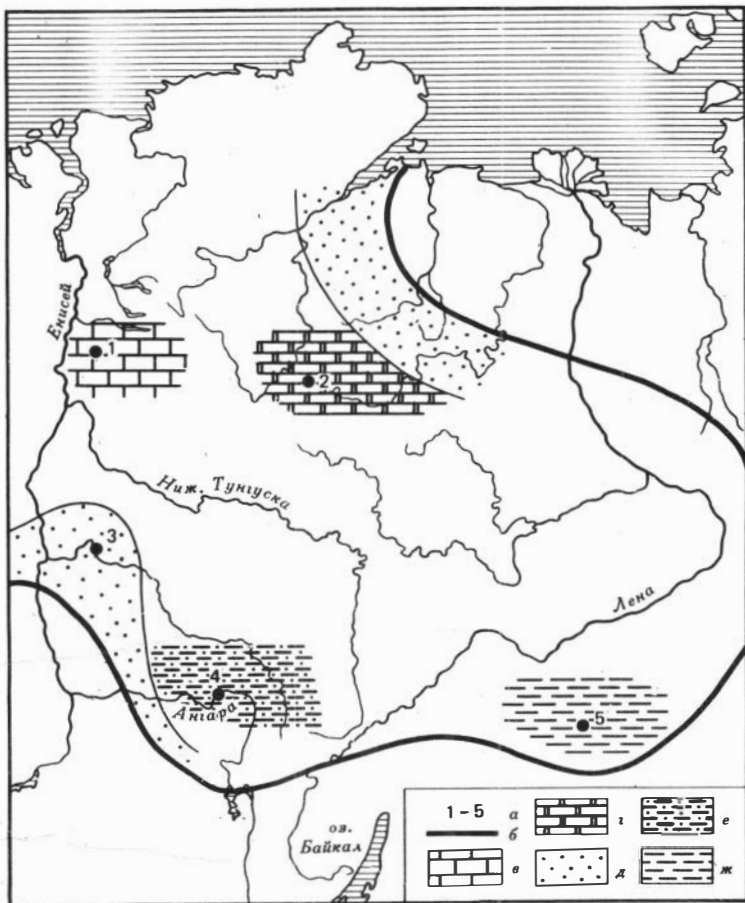 Енисей
1
2
Ниж. Тунгуска
3
Лена
4
Ангара
5
оз.
Байкал
1-5 а
б
в
г
д
е
ж